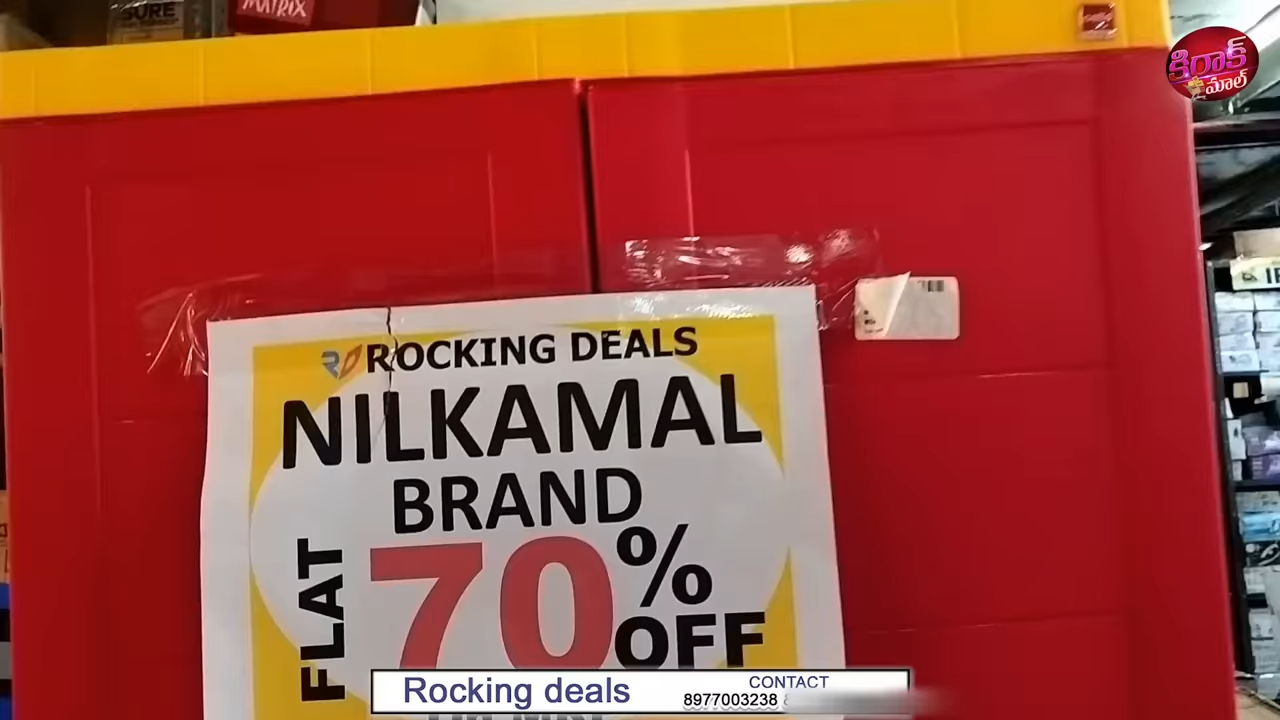 SURE
MATRIX
కిరాక్
మాల్
ROCKING DEALS
NILKAMAL
BRAND
FLAT
70%
OFF
Rocking deals
CONTACT
8977003238